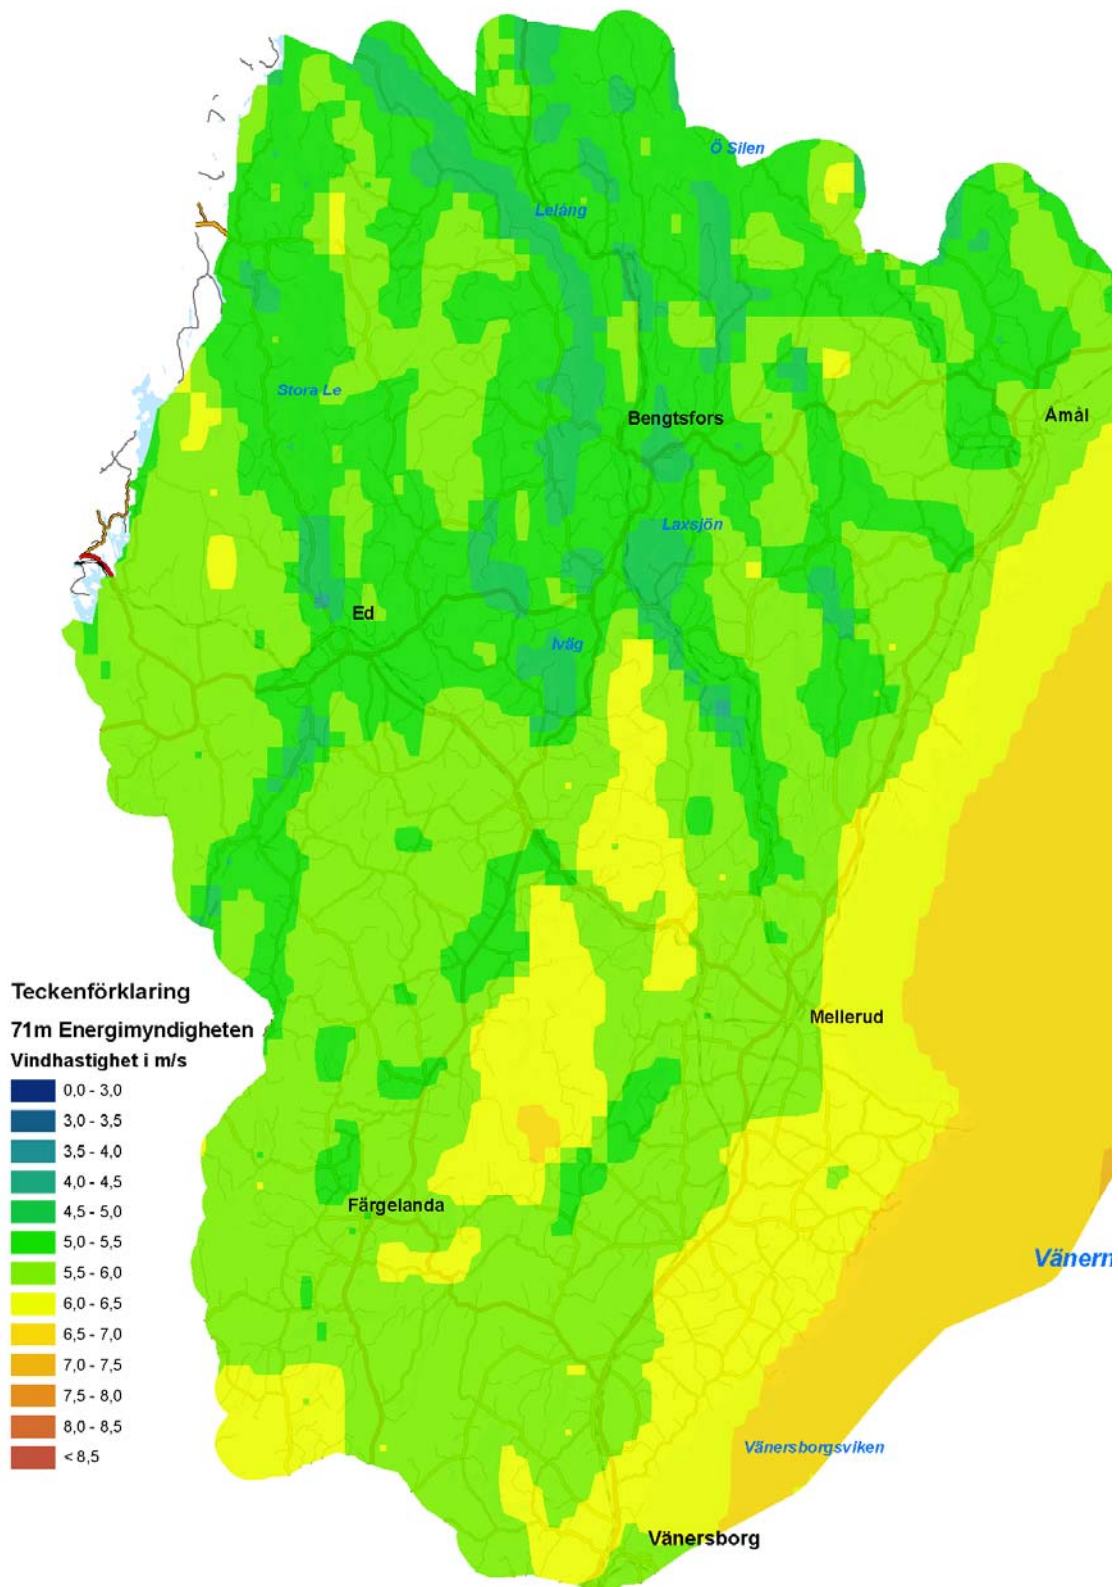 Ö Silen
Lelång
Stora Le
Bengtsfors
Åmål
Laxsjön
Ed
Iväg
Teckenförklaring
71m Energimyndigheten
Vindhastighet i m/s
0,0 - 3,0
3,0 - 3,5
3,5 - 4,0
4,0 - 4,5
4,5 - 5,0
5,0 - 5,5
5,5 - 6,0
6,0 - 6,5
6,5 - 7,0
7,0 - 7,5
7,5 - 8,0
8,0 - 8,5
< 8,5
Mellerud
Färgelanda
Vänern
Vänersborgsviken
Vänersborg